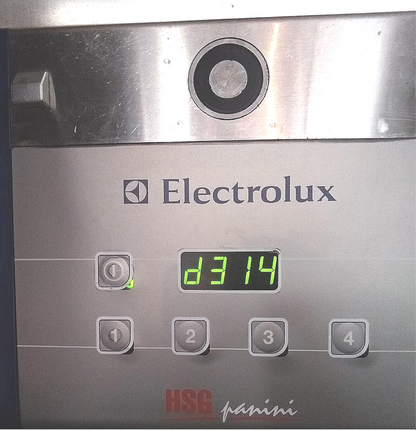 Electrolux
d314
1 2 3 4
HSG panini